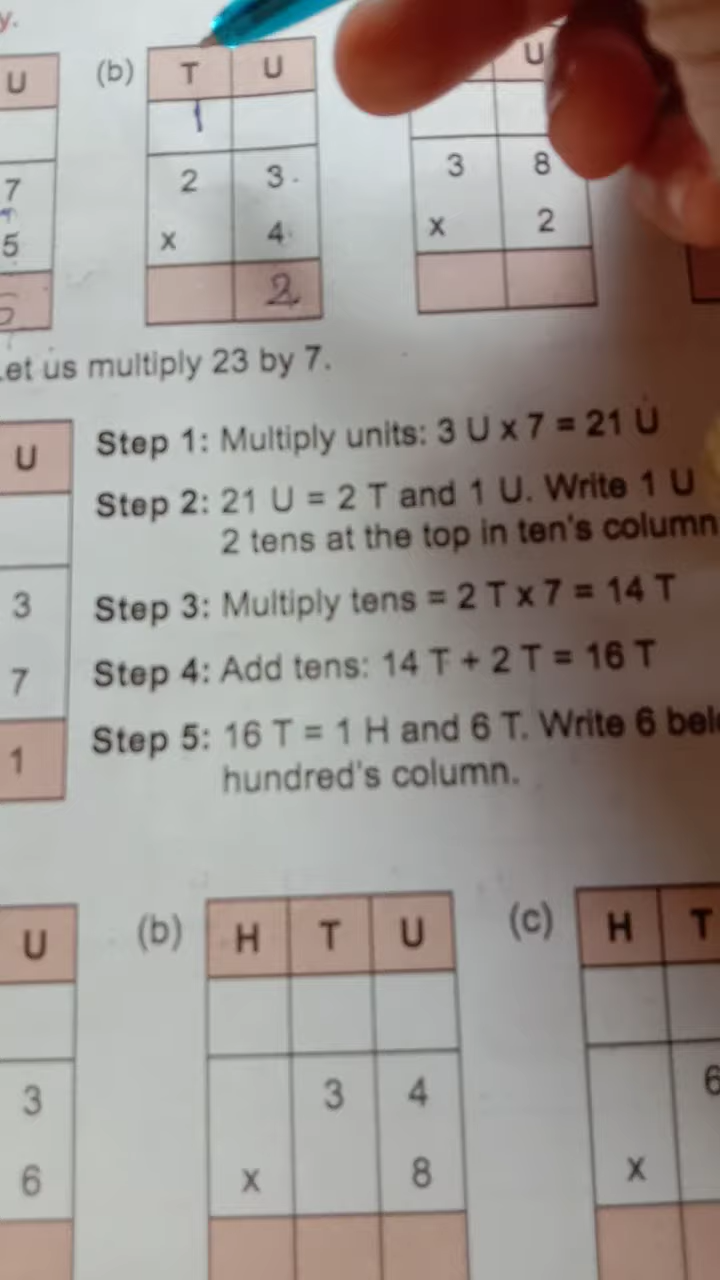 y.
U
7
5
(b)
T U
1
2 3
x 4
2
U
3 8
x 2
Let us multiply 23 by 7.
U
3
7
1
Step 1: Multiply units: 3 U x 7 = 21 U
Step 2: 21 U = 2 T and 1 U. Write 1 U
2 tens at the top in ten's column
Step 3: Multiply tens = 2 T x 7 = 14 T
Step 4: Add tens: 14 T + 2 T = 16 T
Step 5: 16 T = 1 H and 6 T. Write 6
hundred's column.
U
3
6
(b)
H T U
3 4
x 8
(c)
H T
6
x